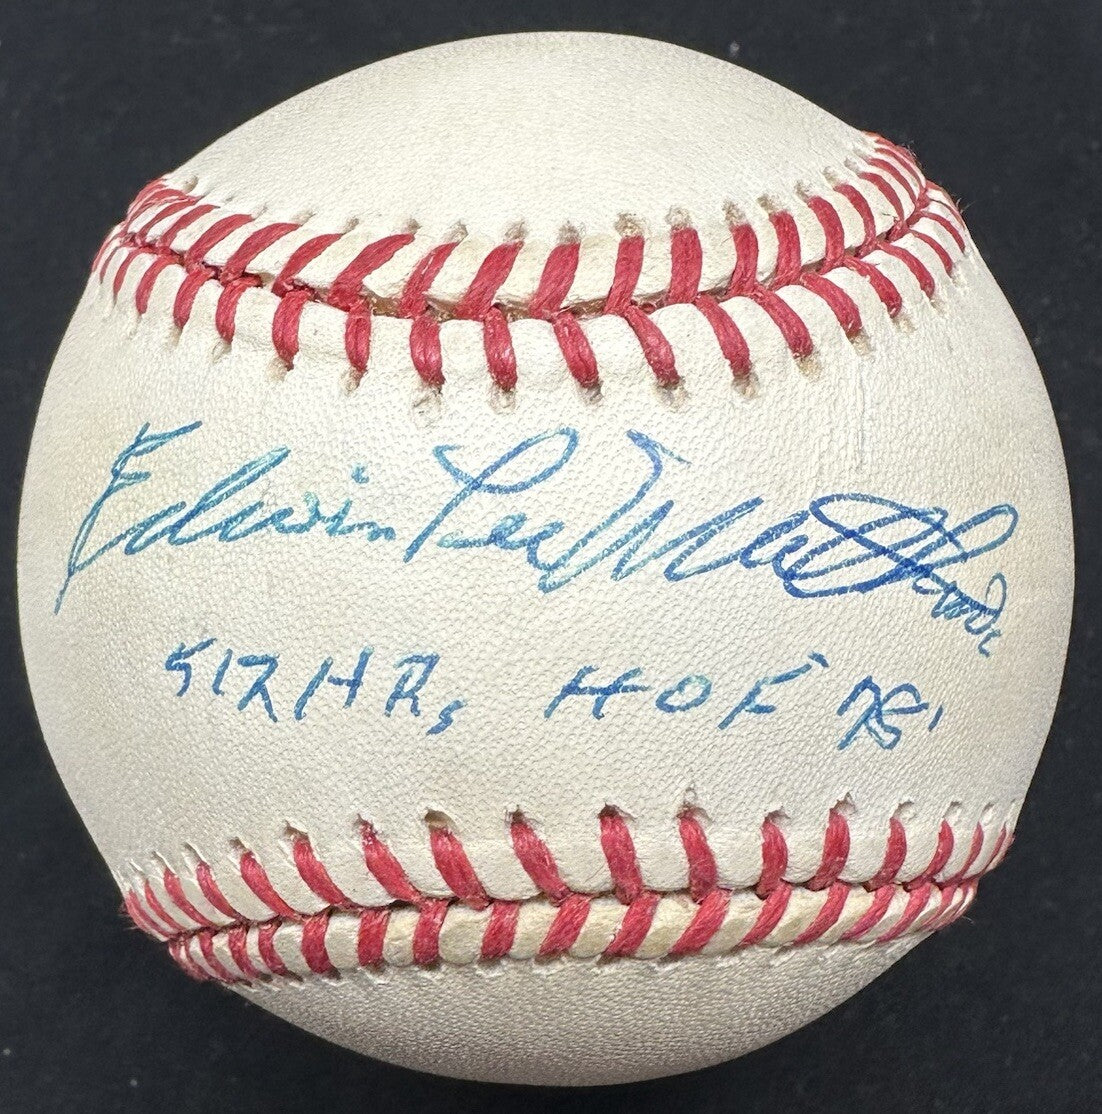 Edwin Lee Mathews
512 HRs HOF 78'